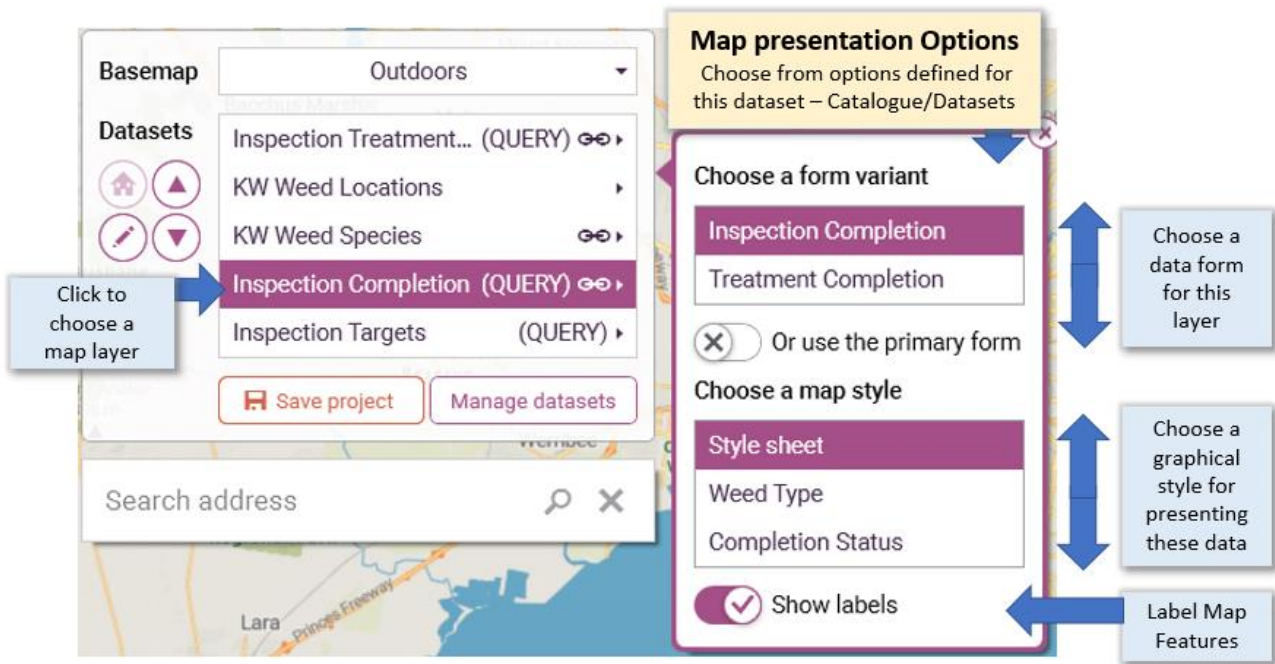 Map presentation Options
Choose from options defined for
this dataset – Catalogue/Datasets
Basemap
Outdoors
Datasets
Inspection Treatment... (QUERY)
KW Weed Locations
KW Weed Species
Inspection Completion (QUERY)
Inspection Targets (QUERY)
Save project
Manage datasets
Search address
Click to
choose a
map layer
Choose a form variant
Inspection Completion
Treatment Completion
Or use the primary form
Choose a map style
Style sheet
Weed Type
Completion Status
Show labels
Choose a
data form
for this
layer
Choose a
graphical
style for
presenting
these data
Label Map
Features
Werribee
Lara
Princes Freeway